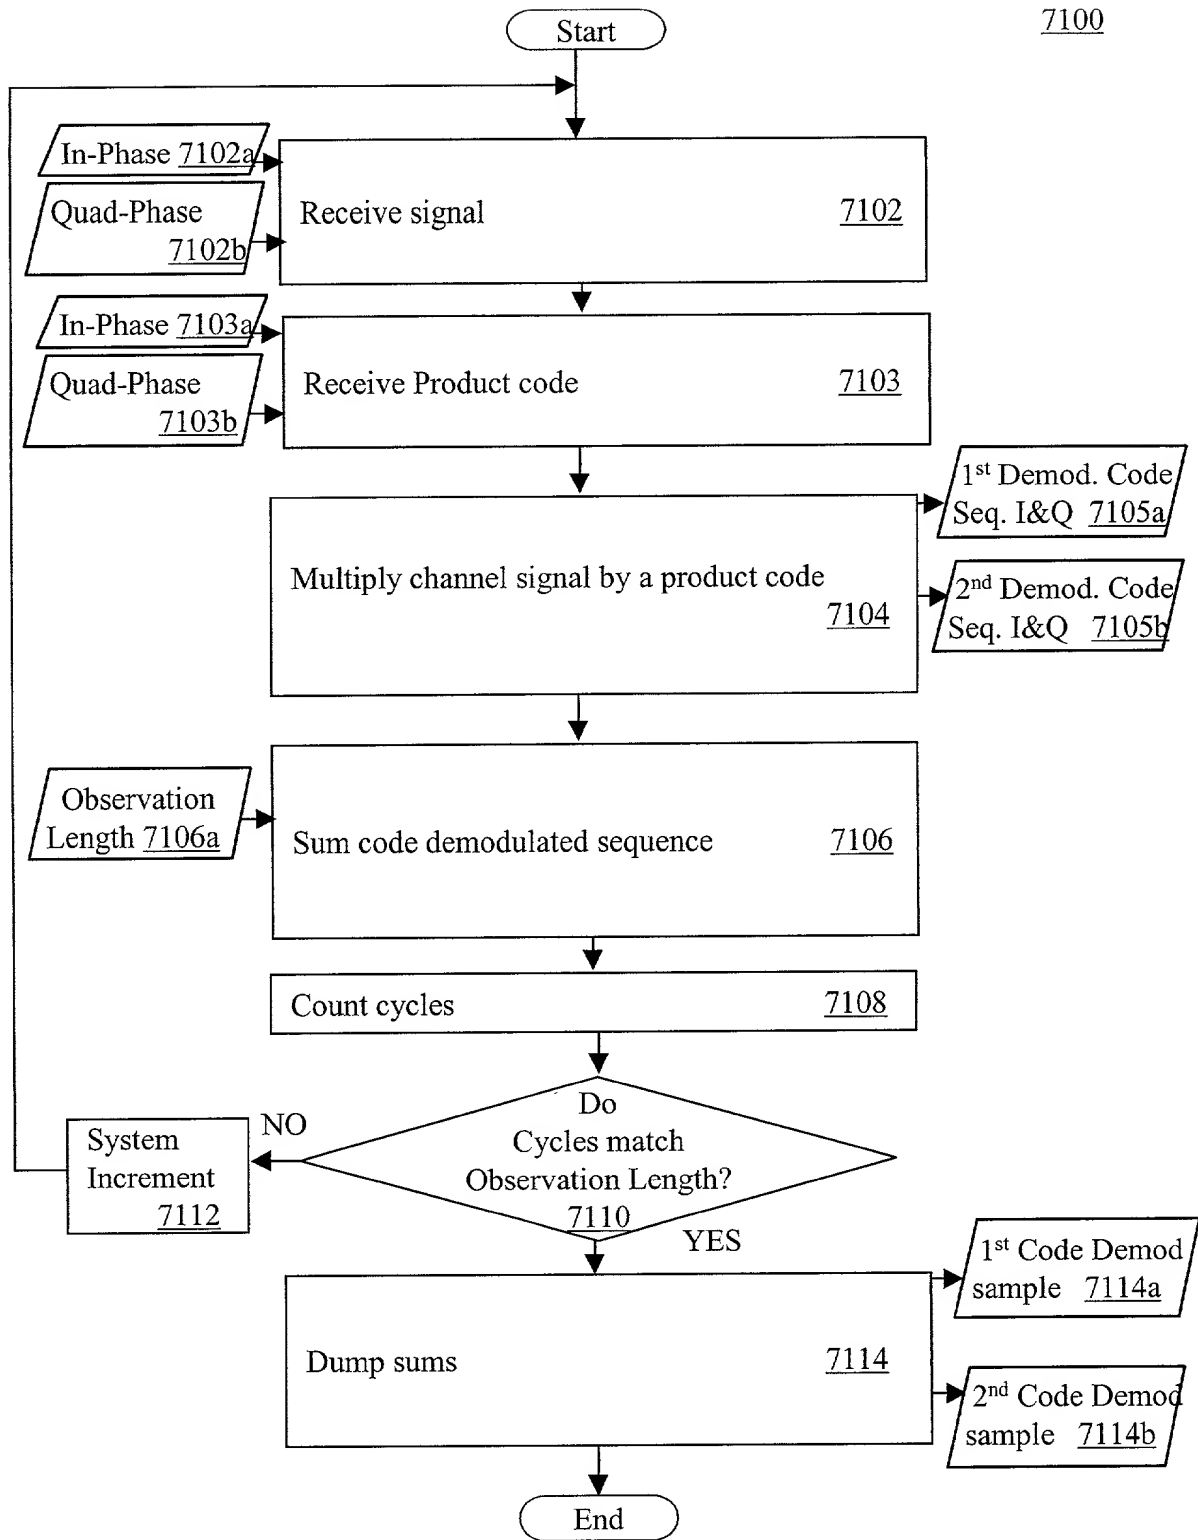 7100
Start
In-Phase 7102a
Quad-Phase
7102b
Receive signal 7102
In-Phase 7103a
Quad-Phase
7103b
Receive Product code 7103
1st Demod. Code
Seq. I&Q 7105a
Multiply channel signal by a product code
7104
2nd Demod. Code
Seq. I&Q 7105b
Observation
Length 7106a
Sum code demodulated sequence 7106
Count cycles 7108
Do
Cycles match
Observation Length?
7110
NO
System
Increment
7112
YES
1st Code Demod
sample 7114a
Dump sums 7114
2nd Code Demod
sample 7114b
End